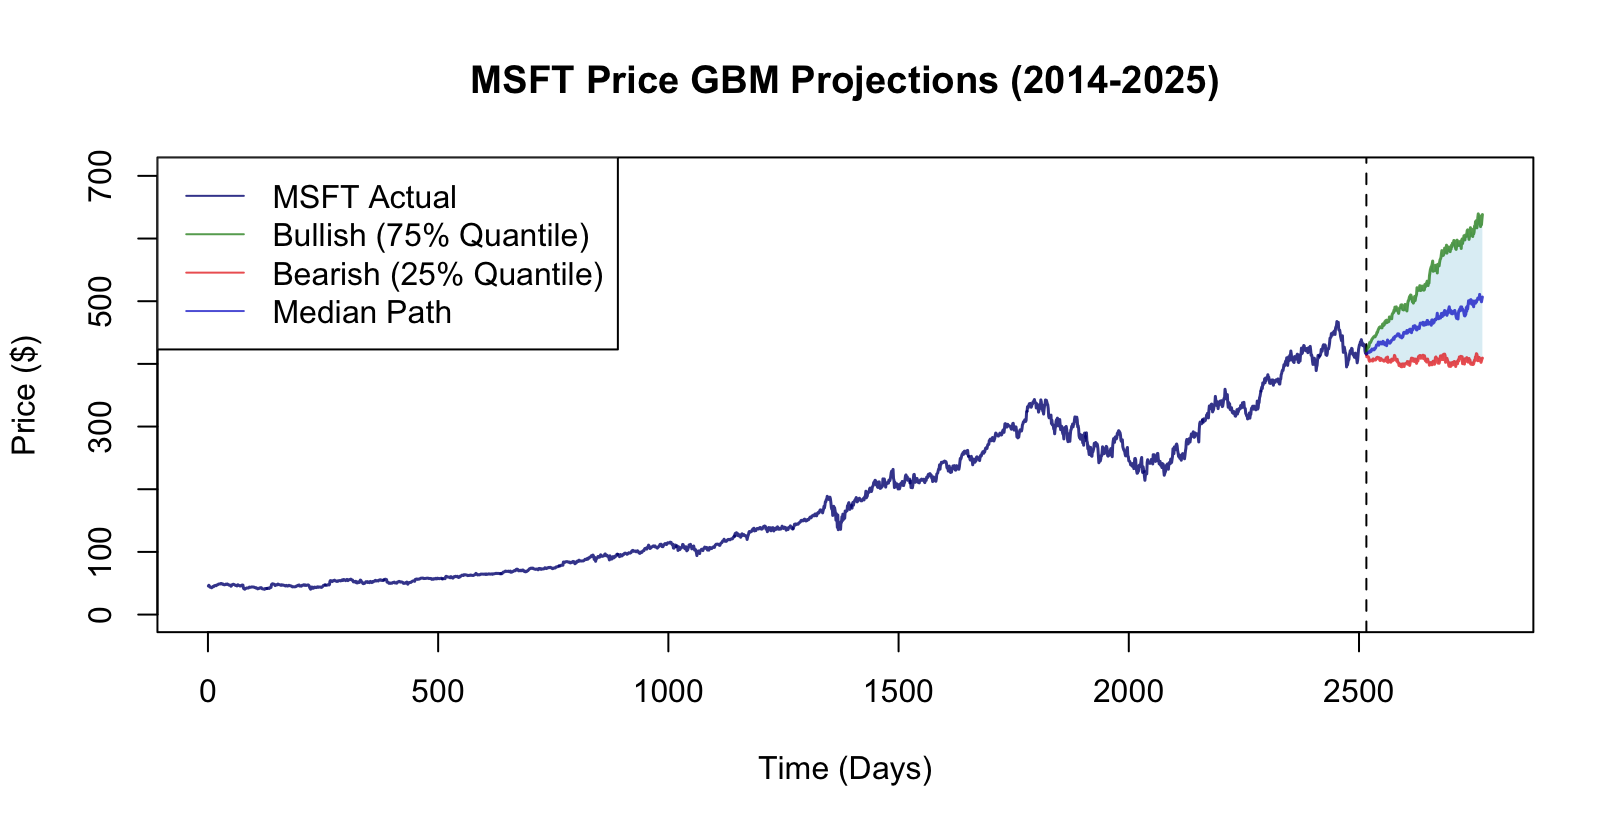 MSFT Price GBM Projections (2014-2025)
MSFT Actual
Bullish (75% Quantile)
Bearish (25% Quantile)
Median Path
Price ($)
700
500
300
100
0
0 500 1000 1500 2000 2500
Time (Days)